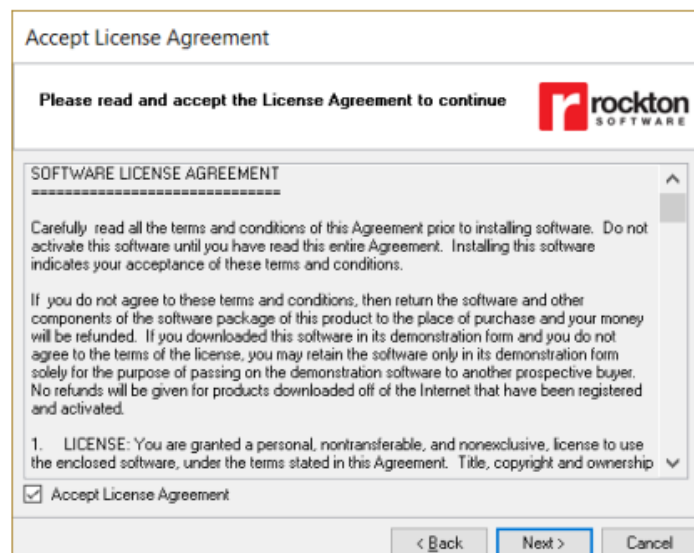 Accept License Agreement
Please read and accept the License Agreement to continue
r rockton
SOFTWARE
SOFTWARE LICENSE AGREEMENT
==============================
Carefully read all the terms and conditions of this Agreement prior to installing software. Do not
activate this software until you have read this entire Agreement. Installing this software
indicates your acceptance of these terms and conditions.
If you do not agree to these terms and conditions, then return the software and other
components of the software package of this product to the place of purchase and your money
will be refunded. If you downloaded this software in its demonstration form and you do not
agree to the terms of the license, you may retain the software only in its demonstration form
solely for the purpose of passing on the demonstration software to another prospective buyer.
No refunds will be given for products downloaded off of the Internet that have been registered
and activated.
1. LICENSE: You are granted a personal, nontransferable, and nonexclusive, license to use
the enclosed software, under the terms stated in this Agreement. Title, copyright and ownership
Accept License Agreement
< Back Next > Cancel